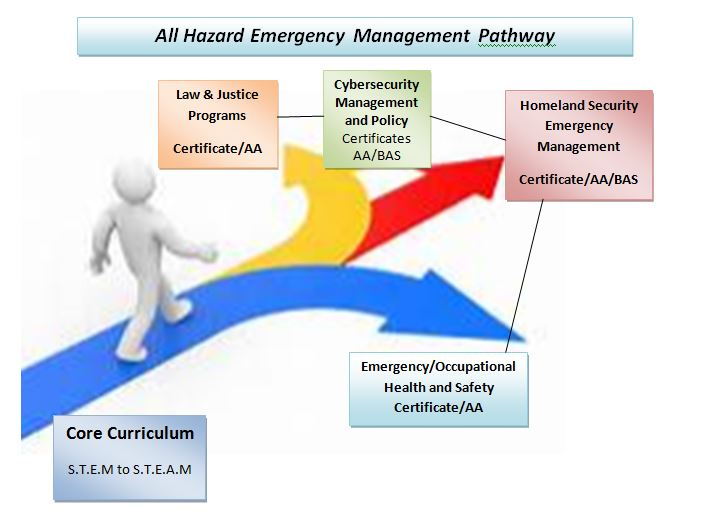 All Hazard Emergency Management Pathway
Law & Justice
Programs
Certificate/AA
Cybersecurity
Management
and Policy
Certificates
AA/BAS
Homeland Security
Emergency
Management
Certificate/AA/BAS
Emergency/Occupational
Health and Safety
Certificate/AA
Core Curriculum
S.T.E.M to S.T.E.A.M